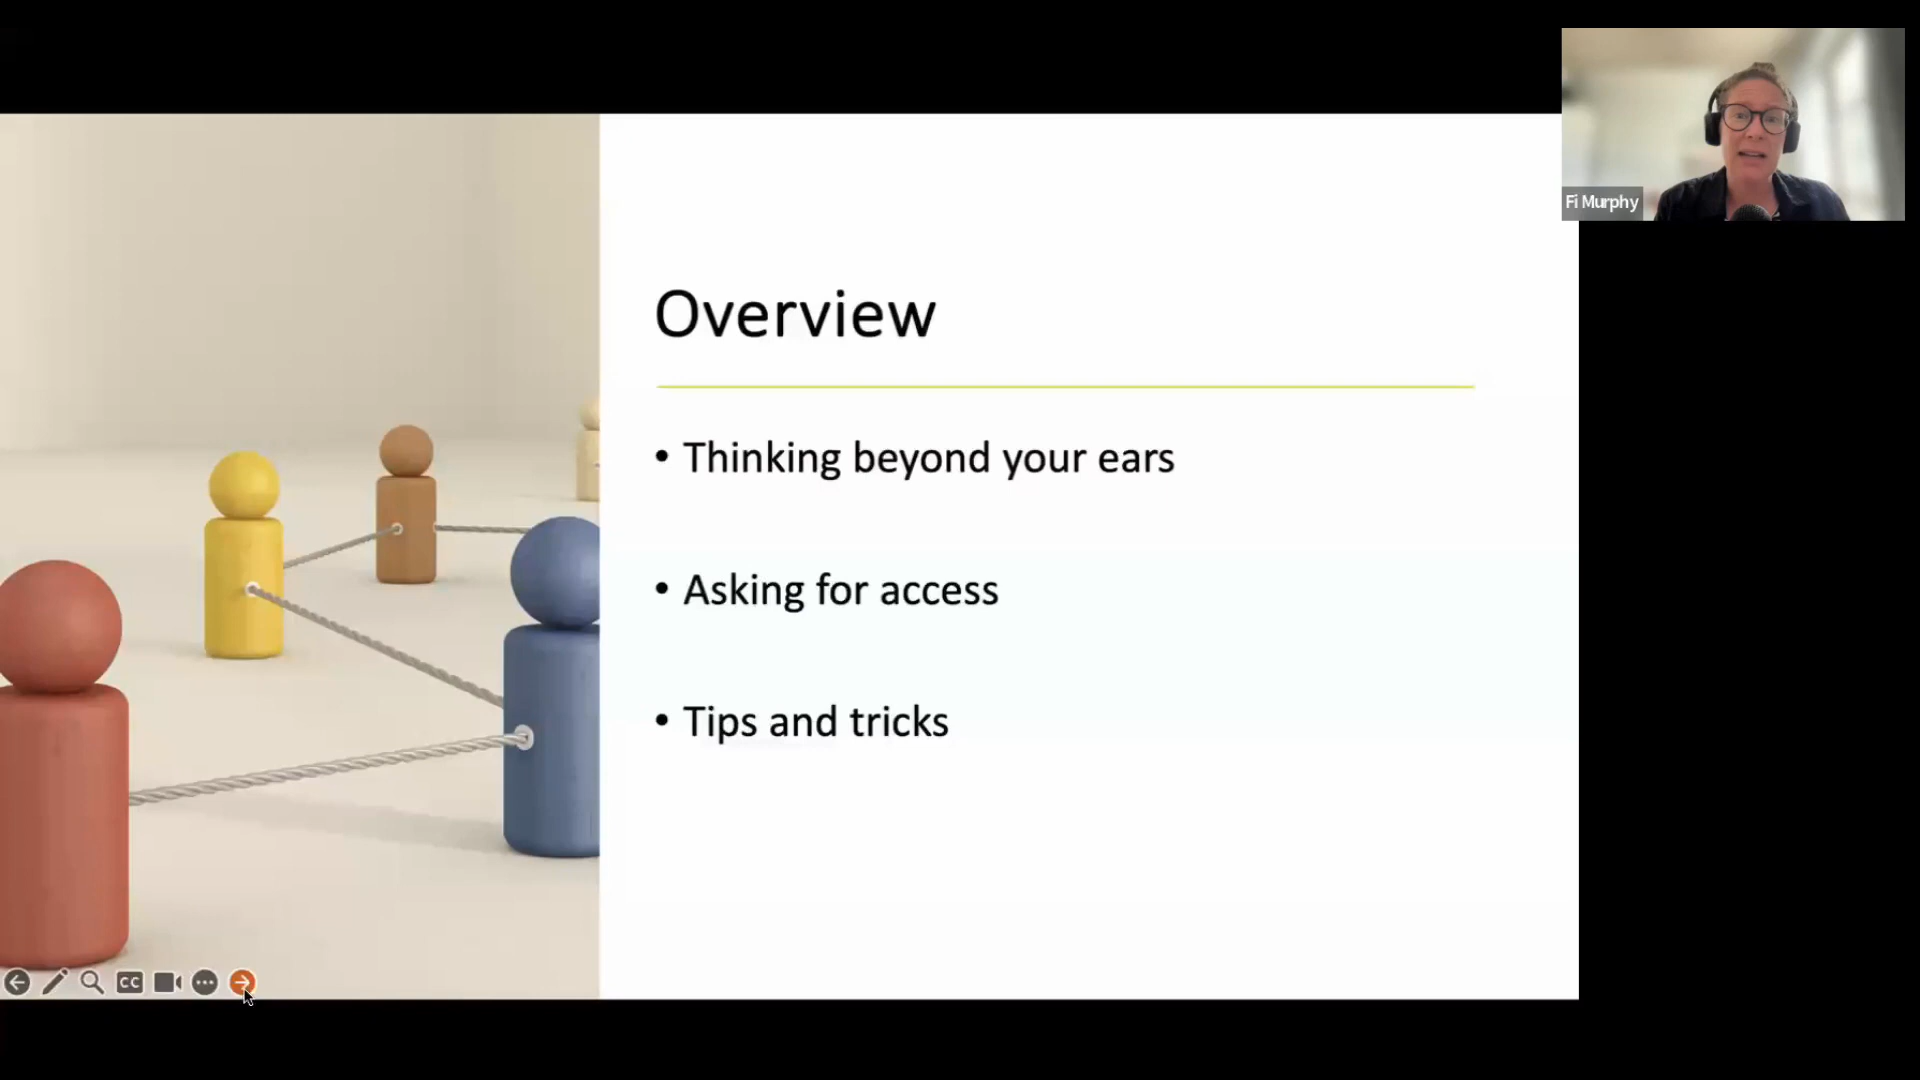 Fi Murphy
Overview
• Thinking beyond your ears
• Asking for access
• Tips and tricks
CC